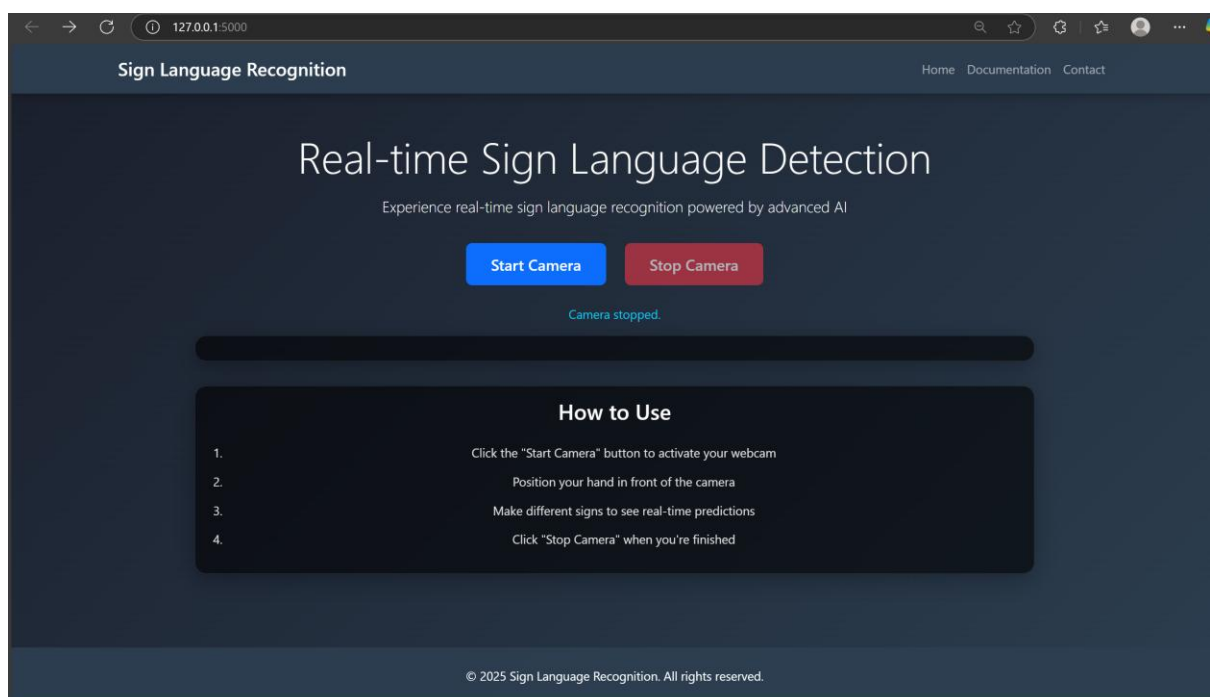 127.0.0.1:5000
Sign Language Recognition
Home Documentation Contact
Real-time Sign Language Detection
Experience real-time sign language recognition powered by advanced AI
Start Camera Stop Camera
Camera stopped.
How to Use
1. Click the "Start Camera" button to activate your webcam
2. Position your hand in front of the camera
3. Make different signs to see real-time predictions
4. Click "Stop Camera" when you're finished
© 2025 Sign Language Recognition. All rights reserved.